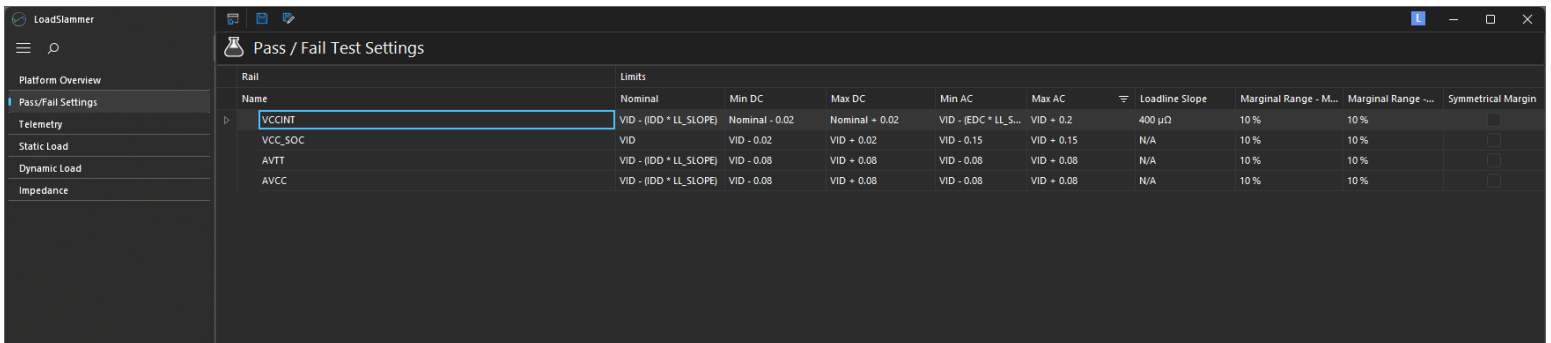 LoadSlammer
L
Pass / Fail Test Settings
Platform Overview
Pass/Fail Settings
Telemetry
Static Load
Dynamic Load
Impedance
Rail Limits
Name Nominal Min DC Max DC Min AC Max AC Loadline Slope Marginal Range - M... Marginal Range -... Symmetrical Margin
VCCINT VID - (IDD * LL_SLOPE) Nominal - 0.02 Nominal + 0.02 VID - (EDC * LL_S... VID + 0.2 400 μΩ 10 % 10 %
VCC_SOC VID VID - 0.02 VID + 0.02 VID - 0.15 VID + 0.15 N/A 10 % 10 %
AVTT VID - (IDD * LL_SLOPE) VID - 0.08 VID + 0.08 VID - 0.08 VID + 0.08 N/A 10 % 10 %
AVCC VID - (IDD * LL_SLOPE) VID - 0.08 VID + 0.08 VID - 0.08 VID + 0.08 N/A 10 % 10 %